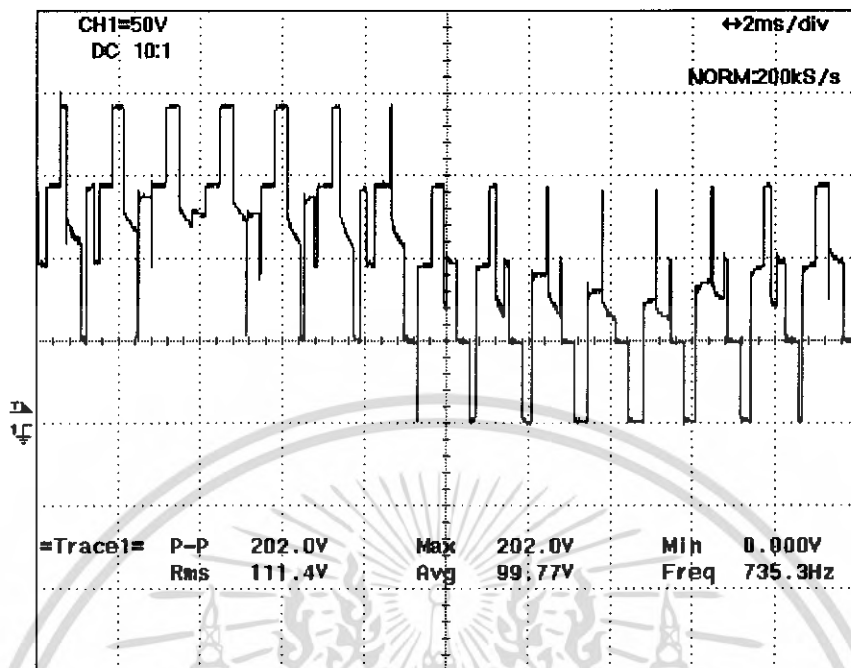 CH1=50V
DC 10:1
↔2ms/div
NORM:200kS/s
T
1
=Trace1= P-P 202.0V Max 202.0V Min 0.000V
Rms 111.4V Avg 99.77V Freq 735.3Hz